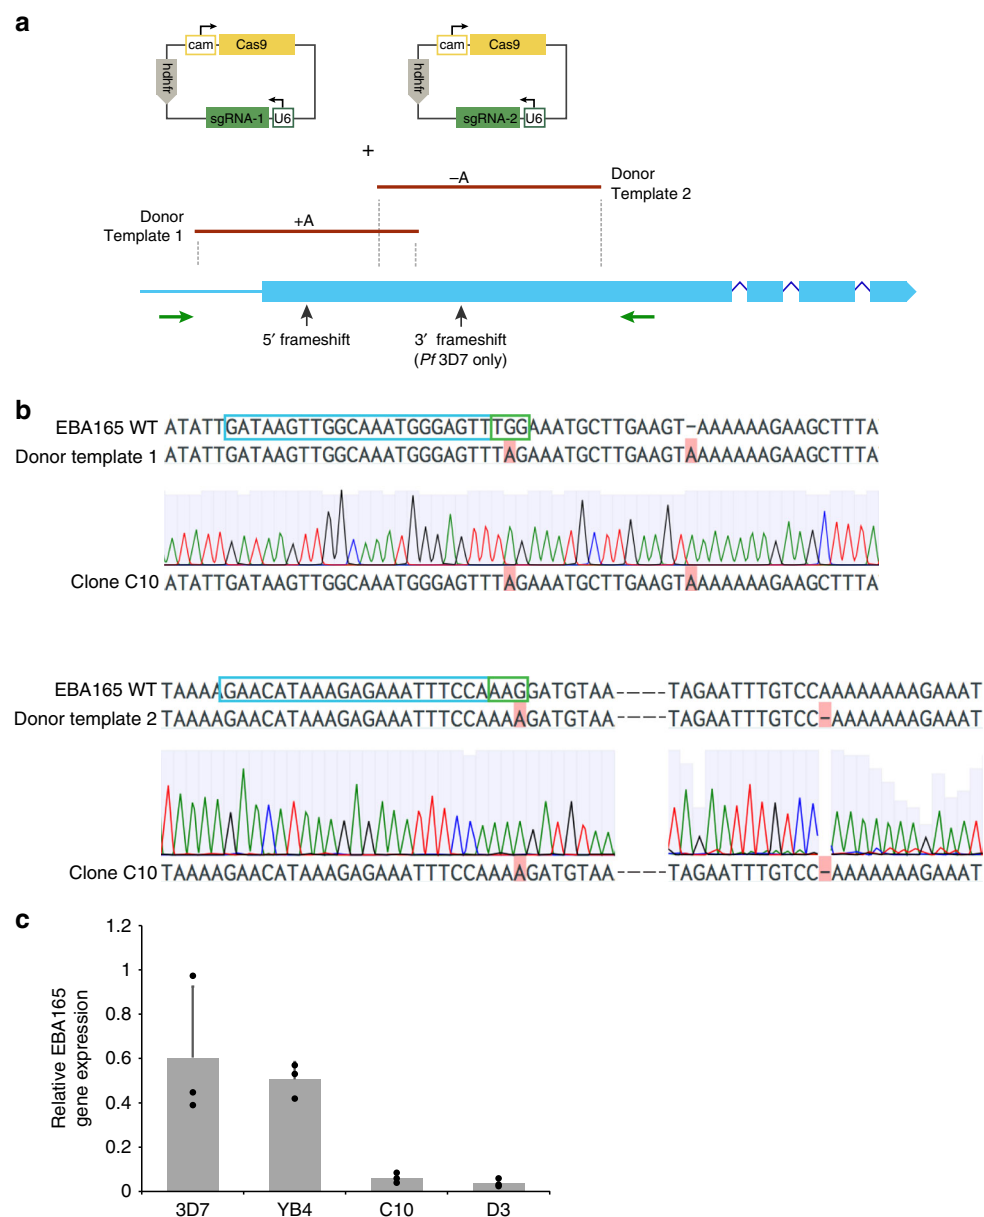 a
cam Cas9 cam Cas9
hdhfr hdhfr
sgRNA-1 U6 sgRNA-2 U6
+
–A
Donor
Template 2
Donor
Template 1
+A
5′ frameshift
3′ frameshift
(Pf 3D7 only)
b
EBA165 WT ATATTGATAAGTTGGCAAATGGGAGTTTGGAAATGCTTGAAGT-AAAAAAGAAGCTTTA
Donor template 1 ATATTGATAAGTTGGCAAATGGGAGTTTAGAAATGCTTGAAGTAAAAAAAGAAGCTTTA
Clone C10 ATATTGATAAGTTGGCAAATGGGAGTTTAGAAATGCTTGAAGTAAAAAAAGAAGCTTTA
EBA165 WT TAAAAGAACATAAAGAGAAATTTCCAAAGGATGTAA----TAGAATTTGTCCAAAAAAAAGAAAT
Donor template 2 TAAAAGAACATAAAGAGAAATTTCCAAAAGATGTAA----TAGAATTTGTCC-AAAAAAAGAAAT
Clone C10 TAAAAGAACATAAAGAGAAATTTCCAAAAGATGTAA----TAGAATTTGTCC-AAAAAAAGAAAT
c
Relative EBA165
gene expression
1.2
1
0.8
0.6
0.4
0.2
0
3D7 YB4 C10 D3